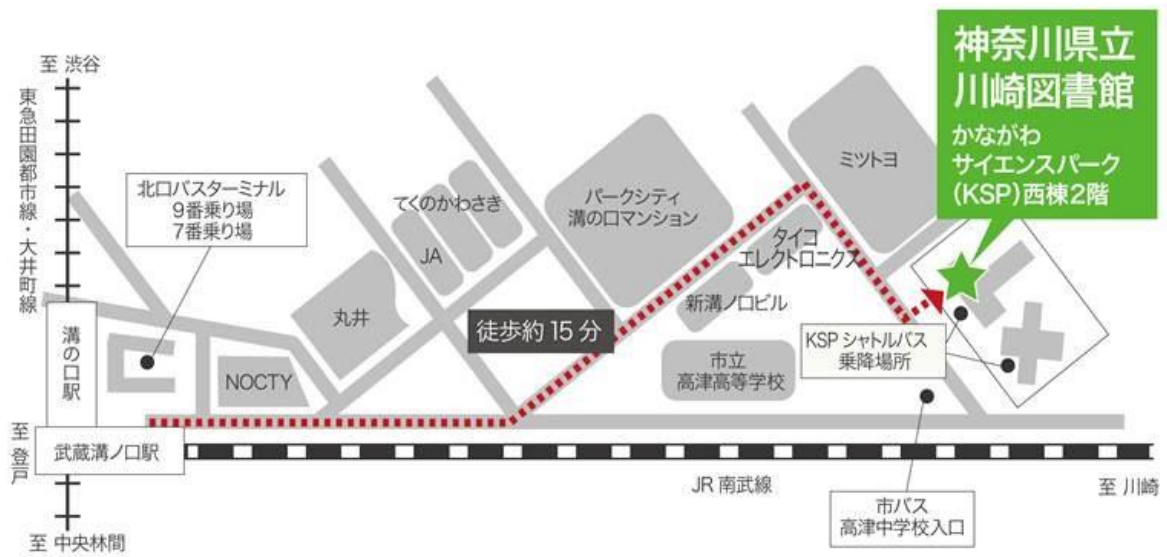 神奈川県立
川崎図書館
かながわ
サイエンスパーク
(KSP)西棟2階
至 渋谷
東急田園都市線・大井町線
北口バスターミナル
9番乗り場
7番乗り場
てくのかわさき
JA
丸井
パークシティ
溝の口マンション
ミツトヨ
タイコ
エレクトロニクス
新溝ノ口ビル
徒歩約15分
KSPシャトルバス
乗降場所
市立
高津高等学校
NOCTY
溝の口駅
武蔵溝ノ口駅
至 登戸
JR南武線
至 川崎
市バス
高津中学校入口
至 中央林間